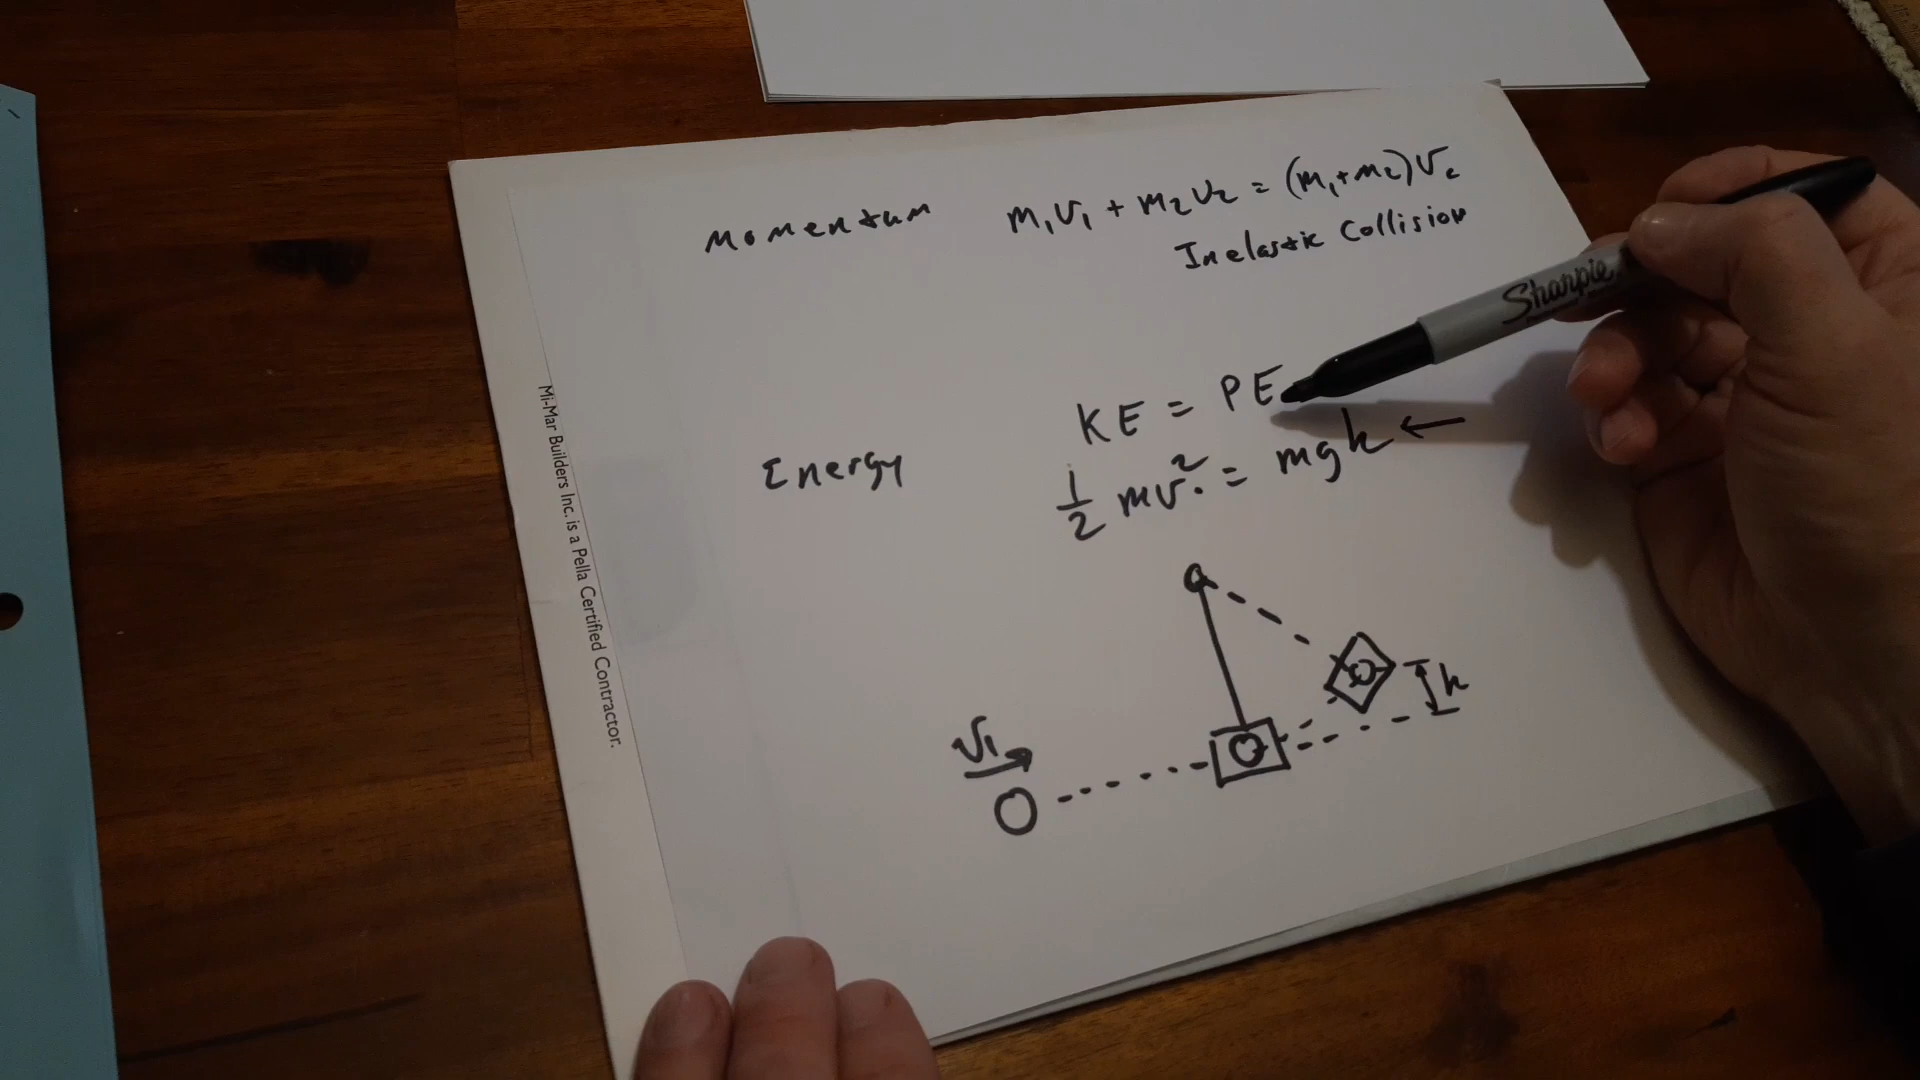 Momentum m₁v₁ + m₂v₂ = (m₁+m₂)v_c
Inelastic Collision
Sharpie
KE = PE
Energy
½ mv² = mgh ←
Mi-Mar Builders Inc. is a Pella Certified Contractor.
h
v₁